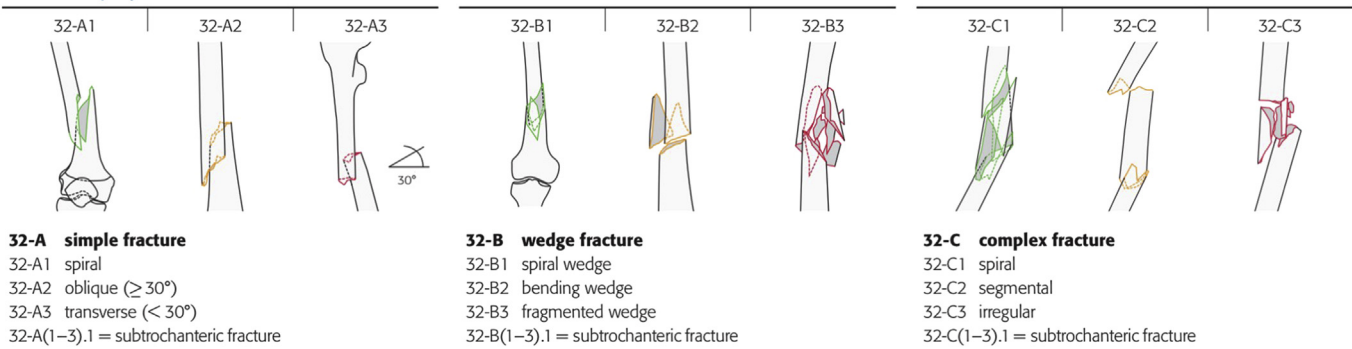 32-A1 32-A2 32-A3 32-B1 32-B2 32-B3 32-C1 32-C2 32-C3
30°
32-A simple fracture
32-A1 spiral
32-A2 oblique (≥ 30°)
32-A3 transverse (< 30°)
32-A(1–3).1 = subtrochanteric fracture
32-B wedge fracture
32-B1 spiral wedge
32-B2 bending wedge
32-B3 fragmented wedge
32-B(1–3).1 = subtrochanteric fracture
32-C complex fracture
32-C1 spiral
32-C2 segmental
32-C3 irregular
32-C(1–3).1 = subtrochanteric fracture